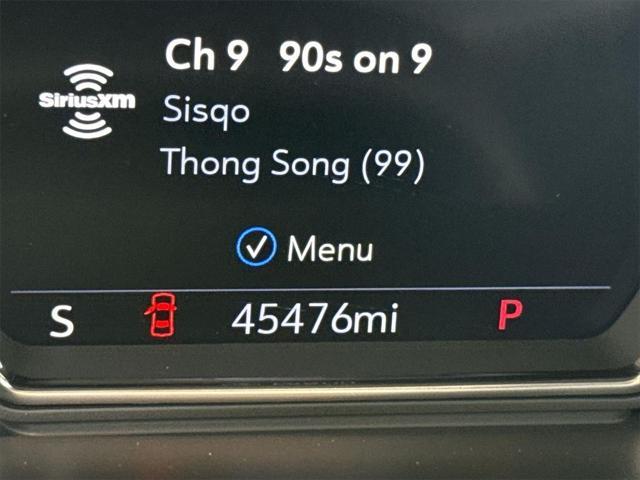 Ch 9 90s on 9
SiriusXM
Sisqo
Thong Song (99)
✓ Menu
S 45476mi P